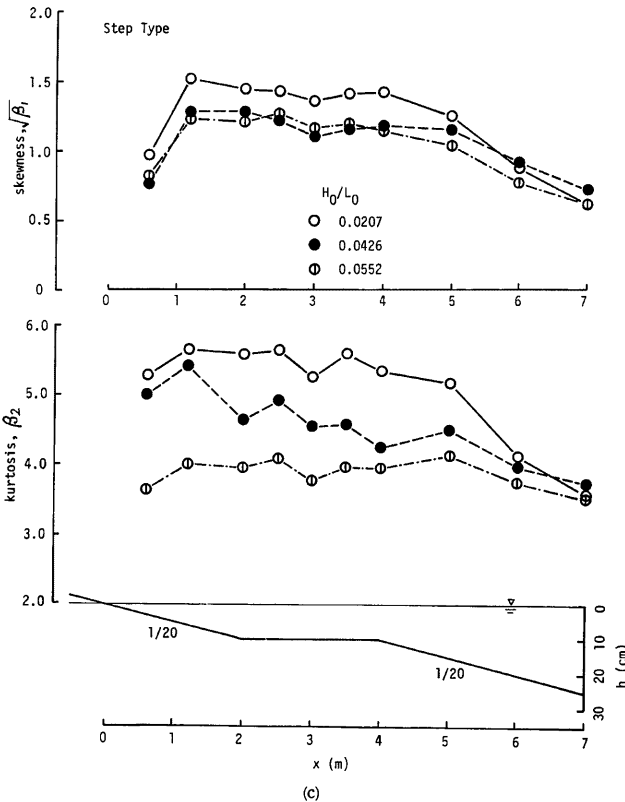 2.0
Step Type
1.5
1.0
0.5
0
skewness, √β₁
H₀/L₀
0.0207
0.0426
0.0552
0 1 2 3 4 5 6 7
6.0
5.0
4.0
3.0
2.0
kurtosis, β₂
1/20
1/20
0
10
20
30
h (cm)
0 1 2 3 4 5 6 7
x (m)
(c)